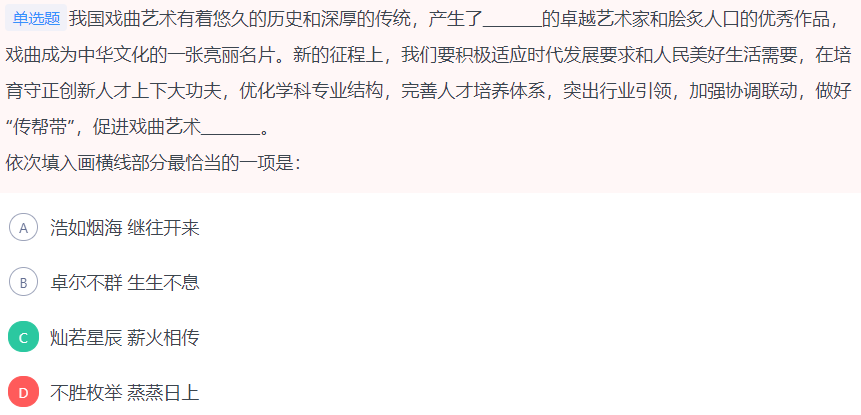 单选题 我国戏曲艺术有着悠久的历史和深厚的传统，产生了______的卓越艺术家和脍炙人口的优秀作品，
戏曲成为中华文化的一张亮丽名片。新的征程上，我们要积极适应时代发展要求和人民美好生活需要，在培
育守正创新人才上下大功夫，优化学科专业结构，完善人才培养体系，突出行业引领，加强协调联动，做好
“传帮带”，促进戏曲艺术______。
依次填入画横线部分最恰当的一项是：
A 浩如烟海 继往开来
B 卓尔不群 生生不息
C 灿若星辰 薪火相传
D 不胜枚举 蒸蒸日上